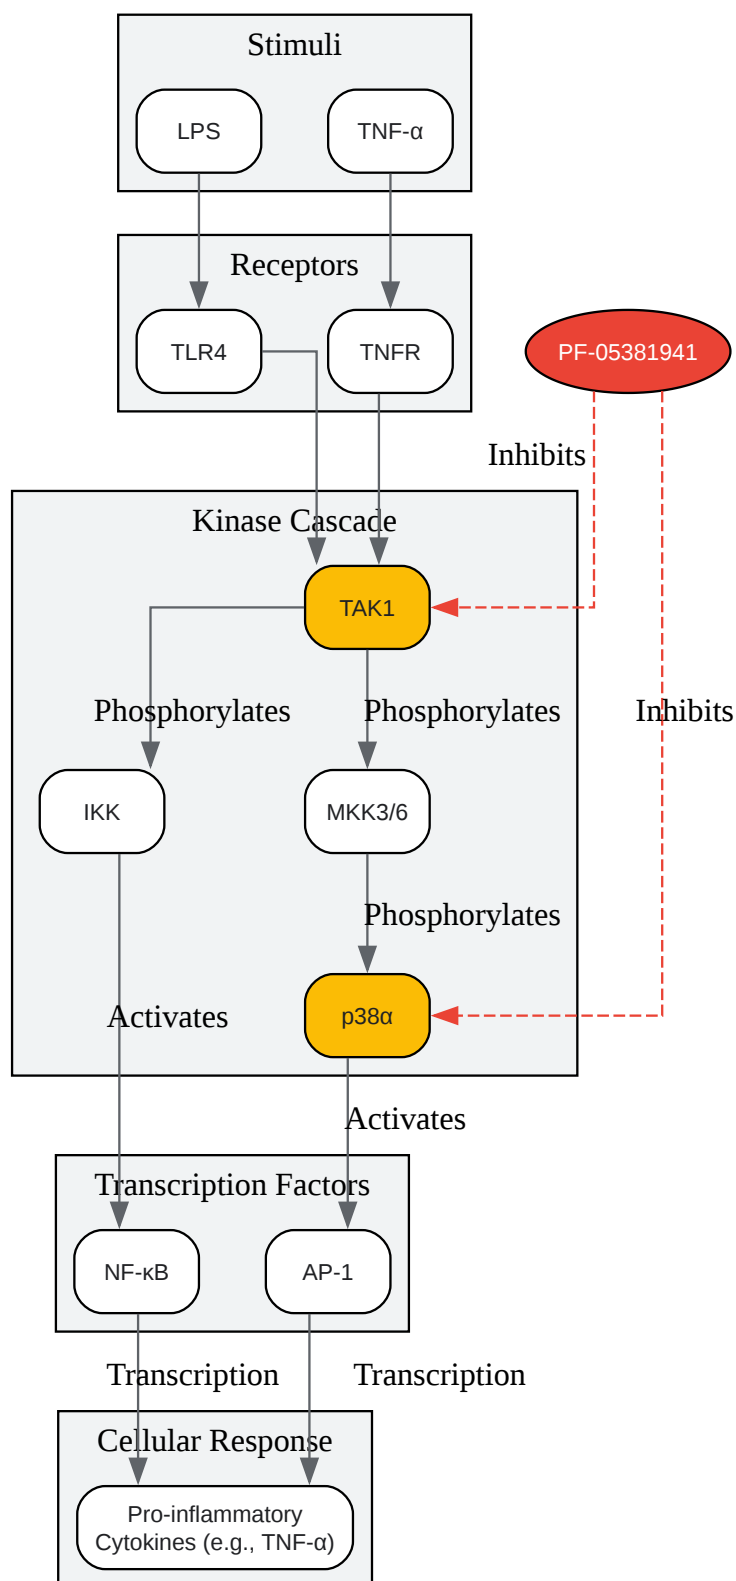 Stimuli
LPS
TNF-α
Receptors
TLR4
TNFR
PF-05381941
Inhibits
Kinase Cascade
TAK1
Phosphorylates
Phosphorylates
Inhibits
IKK
MKK3/6
Phosphorylates
Activates
p38α
Activates
Transcription Factors
NF-κB
AP-1
Transcription
Transcription
Cellular Response
Pro-inflammatory
Cytokines (e.g., TNF-α)